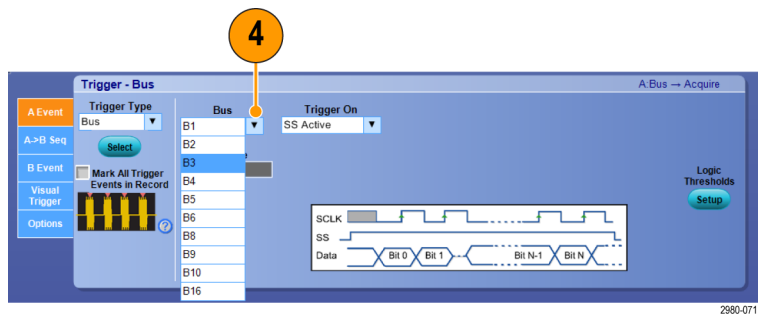 4
Trigger - Bus
A:Bus → Acquire
A Event
A->B Seq
B Event
Visual
Trigger
Options
Trigger Type
Bus
Select
Mark All Trigger
Events in Record
?
Bus
B1
B2
B3
B4
B5
B6
B8
B9
B10
B16
Trigger On
SS Active
SCLK
SS
Data
Bit 0
Bit 1
Bit N-1
Bit N
Logic
Thresholds
Setup
2980-071